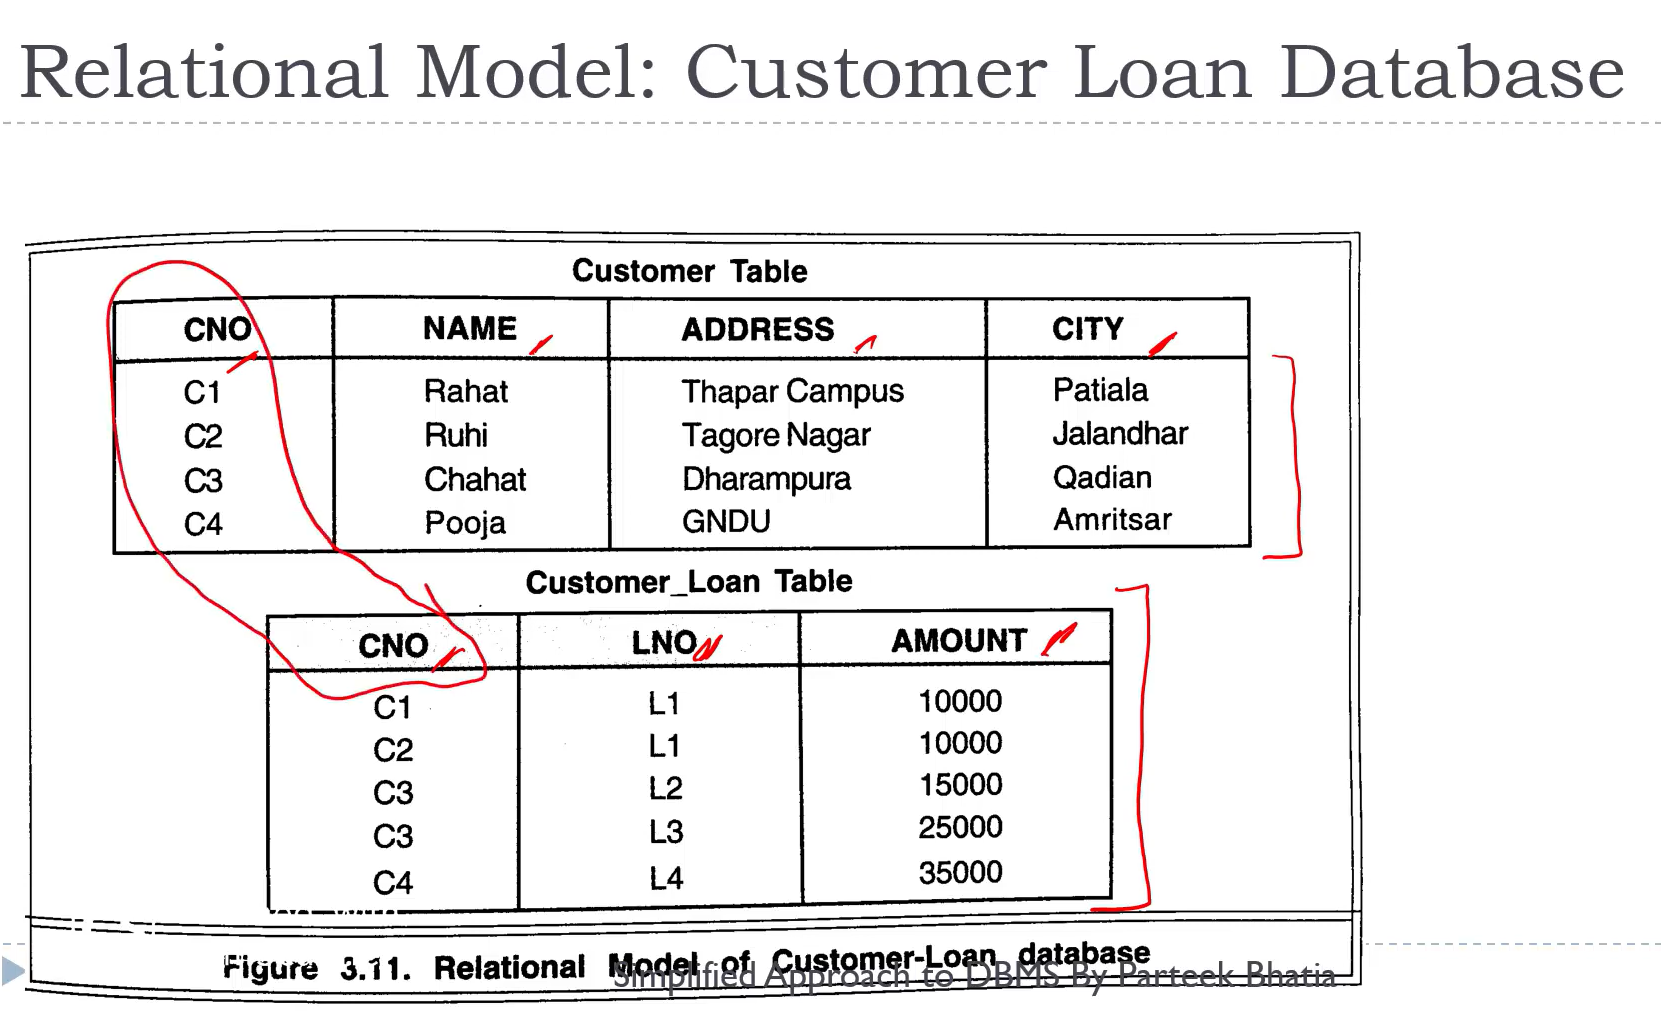 Relational Model: Customer Loan Database
Customer Table
CNO NAME ADDRESS CITY
C1 Rahat Thapar Campus Patiala
C2 Ruhi Tagore Nagar Jalandhar
C3 Chahat Dharampura Qadian
C4 Pooja GNDU Amritsar
Customer_Loan Table
CNO LNO AMOUNT
C1 L1 10000
C2 L1 10000
C3 L2 15000
C3 L3 25000
C4 L4 35000
Figure 3.11. Relational Model of Customer-Loan database
Simplified Approach to DBMS By Parteek Bhatia